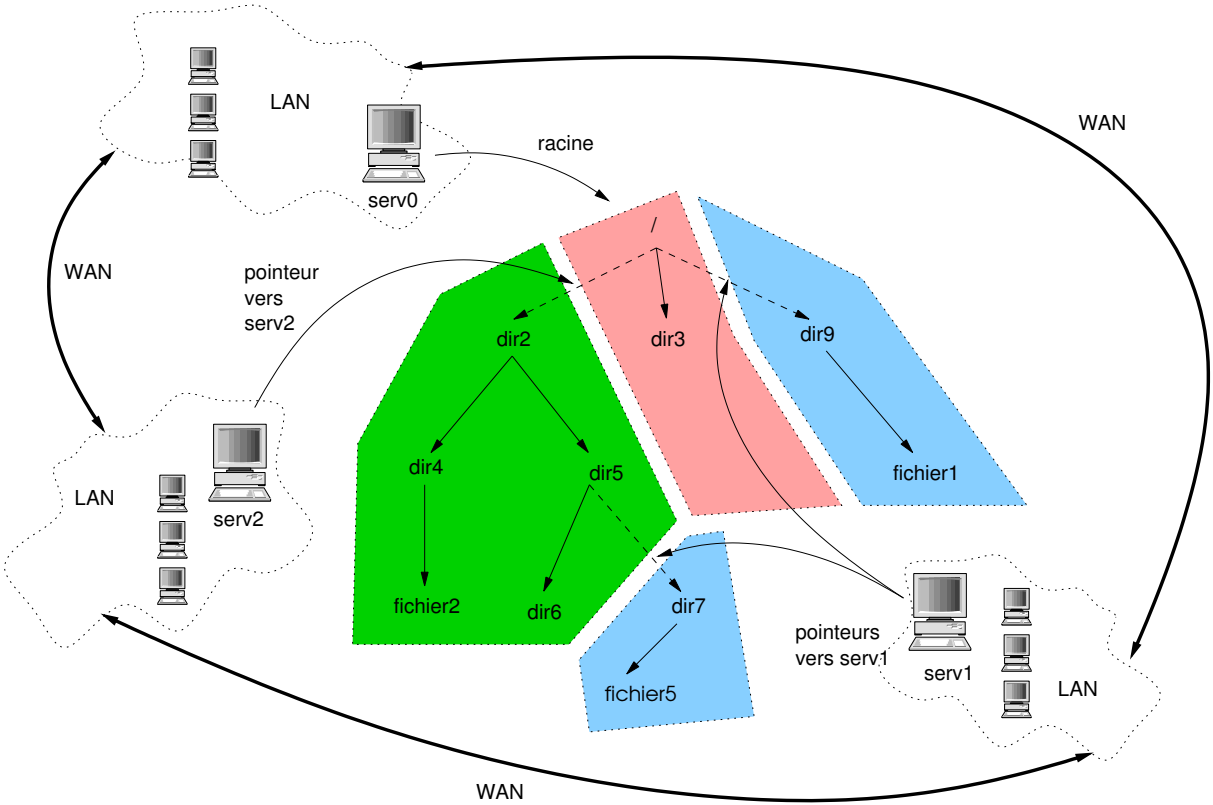 LAN
WAN
racine
serv0
/
WAN
pointeur
vers
serv2
dir2
dir3
dir9
dir4
dir5
fichier1
LAN
serv2
fichier2
dir6
dir7
pointeurs
vers serv1
serv1
fichier5
LAN
WAN